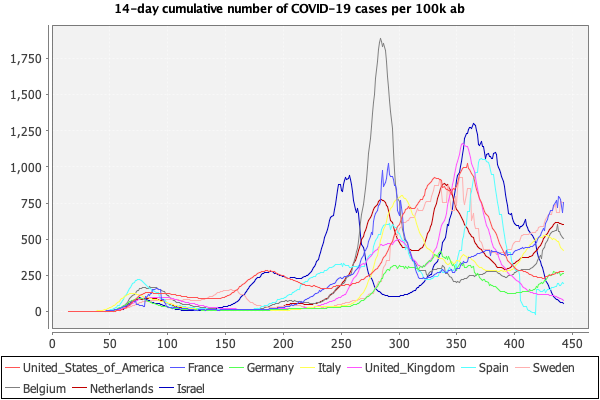 14-day cumulative number of COVID-19 cases per 100k ab
1,750
1,500
1,250
1,000
750
500
250
0
0 50 100 150 200 250 300 350 400 450
United_States_of_America France Germany Italy United_Kingdom Spain Sweden
Belgium Netherlands Israel